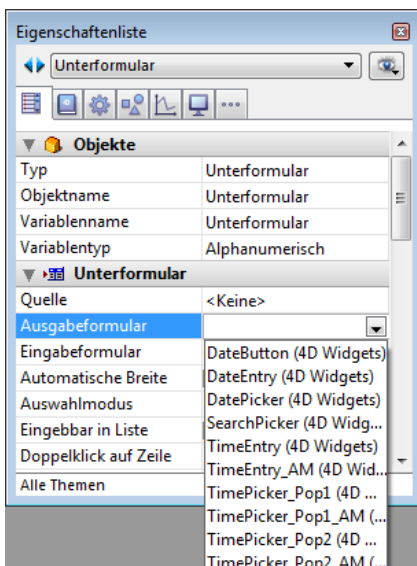 Eigenschaftenliste
Unterformular
Objekte
Typ Unterformular
Objektname Unterformular
Variablenname Unterformular
Variablentyp Alphanumerisch
Unterformular
Quelle <Keine>
Ausgabeformular
Eingabeformular DateButton (4D Widgets)
Automatische Breite DateEntry (4D Widgets)
Auswahlmodus DatePicker (4D Widgets)
Eingebbar in Liste SearchPicker (4D Widg...
Doppelklick auf Zeile TimeEntry (4D Widgets)
TimeEntry_AM (4D Wid...
Alle Themen TimePicker_Pop1 (4D ...
TimePicker_Pop1_AM (...
TimePicker_Pop2 (4D ...
TimePicker_Pop2_AM (4D